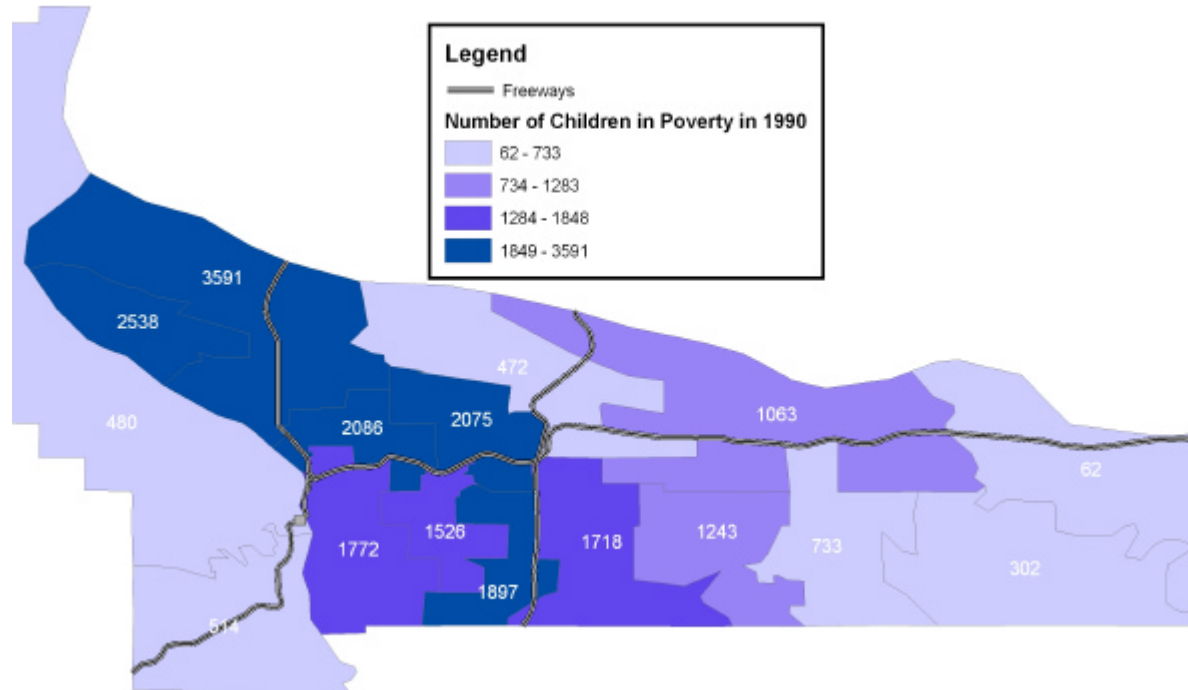 Legend
Freeways
Number of Children in Poverty in 1990
62 - 733
734 - 1283
1284 - 1848
1849 - 3591
3591
2538
472
480
2086
2075
1063
62
1772
1526
1718
1243
733
302
1897
514